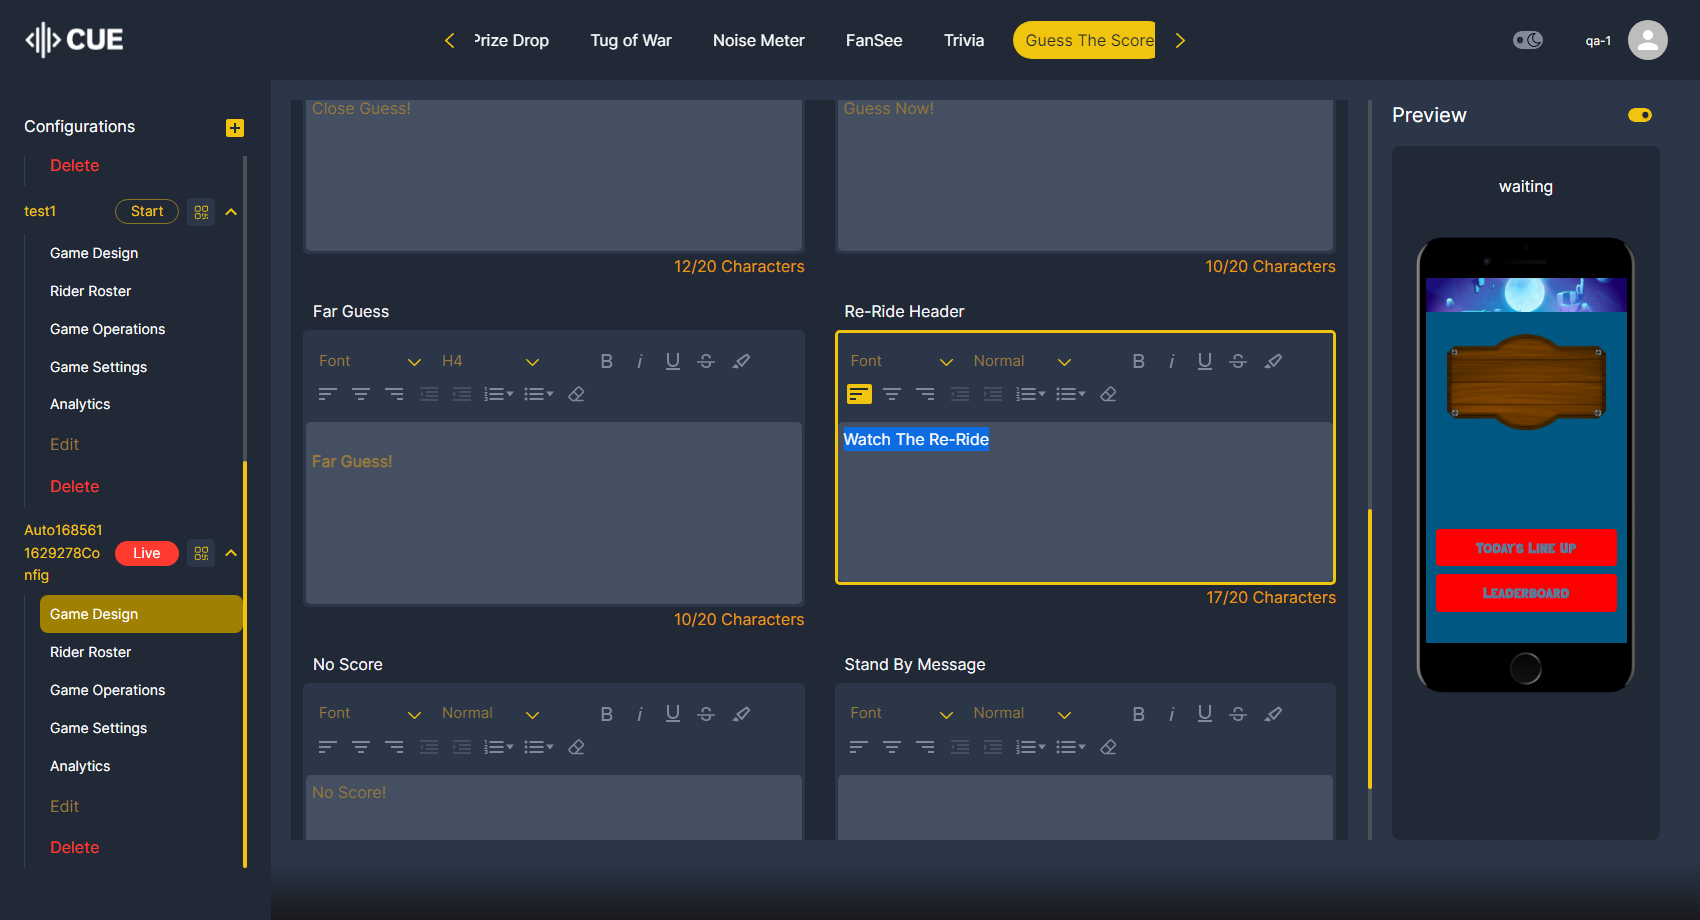 CUE
Prize Drop
Tug of War
Noise Meter
FanSee
Trivia
Guess The Score
qa-1
Configurations
Delete
test1
Start
Game Design
Rider Roster
Game Operations
Game Settings
Analytics
Edit
Delete
Auto168561
1629278Co
nfig
Live
Game Design
Rider Roster
Game Operations
Game Settings
Analytics
Edit
Delete
Close Guess!
12/20 Characters
Guess Now!
10/20 Characters
Far Guess
Font
H4
Far Guess!
10/20 Characters
Re-Ride Header
Font
Normal
Watch The Re-Ride
17/20 Characters
No Score
Font
Normal
No Score!
Stand By Message
Font
Normal
Preview
waiting
Today's Line Up
Leaderboard